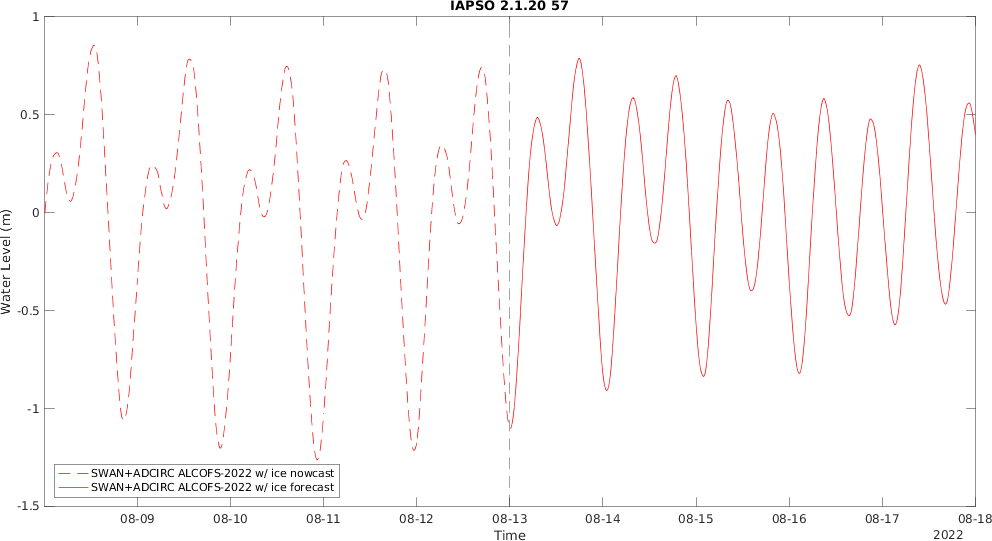 IAPSO 2.1.20 57
1
0.5
0
-0.5
-1
-1.5
Water Level (m)
SWAN+ADCIRC ALCOFS-2022 w/ ice nowcast
SWAN+ADCIRC ALCOFS-2022 w/ ice forecast
08-09 08-10 08-11 08-12 08-13 08-14 08-15 08-16 08-17 08-18
Time
2022